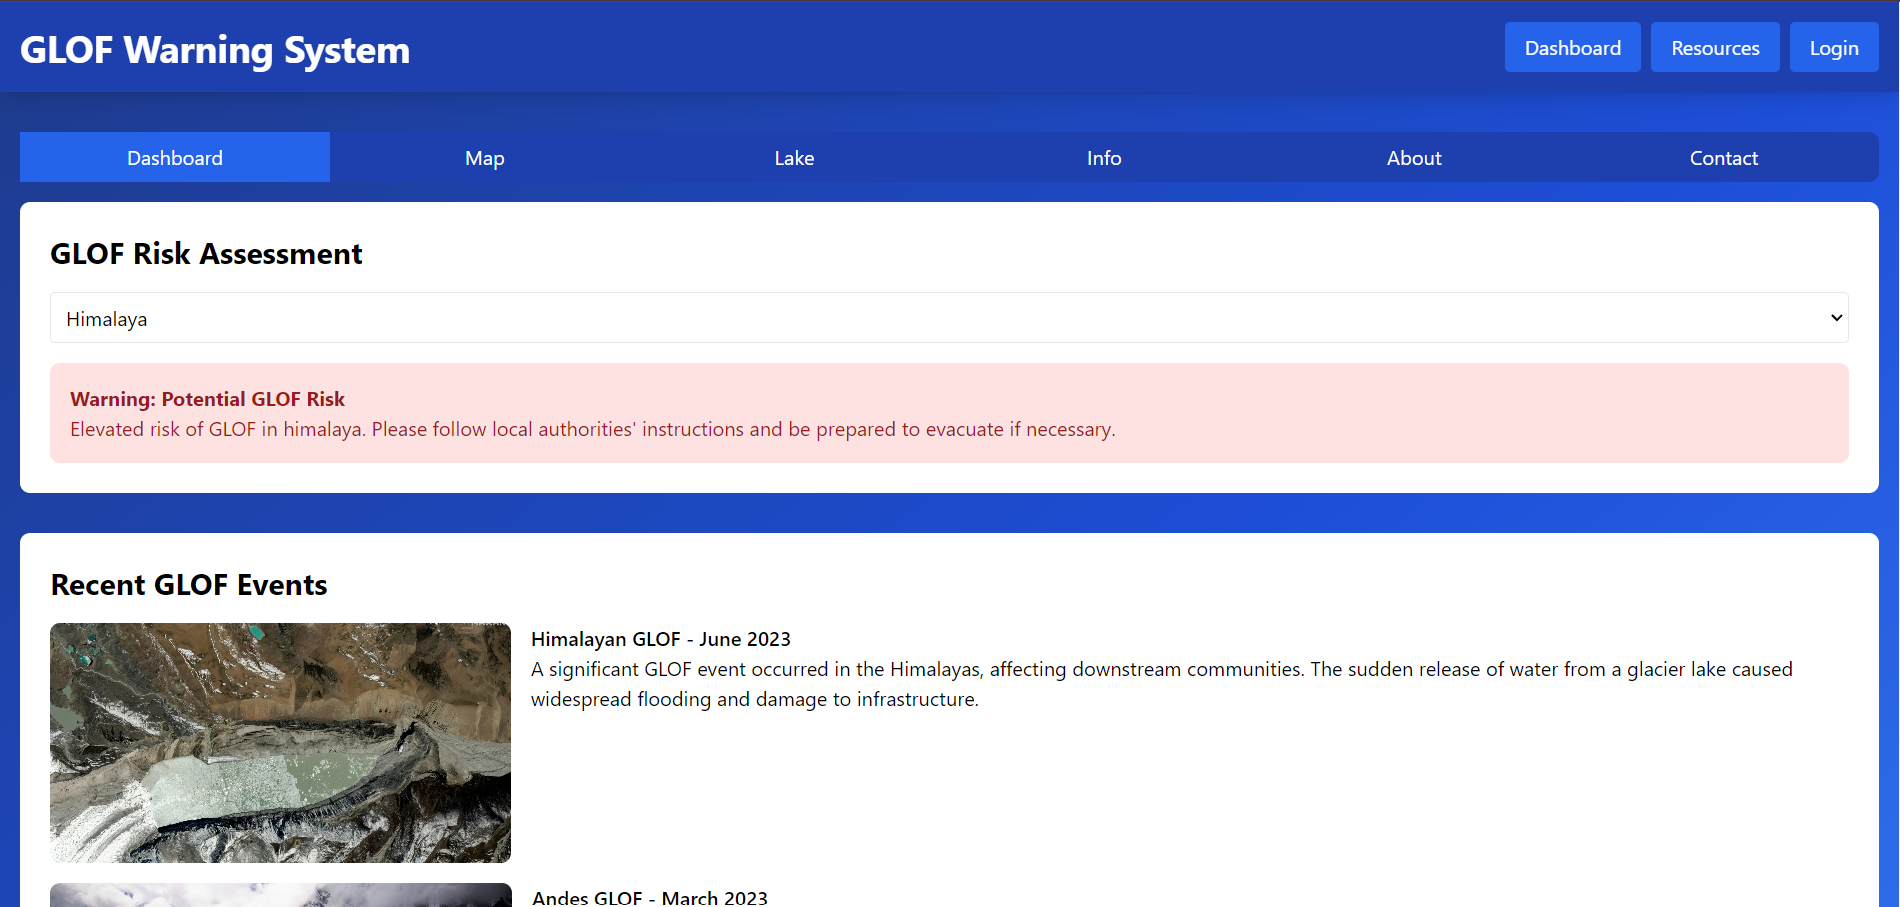 GLOF Warning System
Dashboard
Resources
Login
Dashboard
Map
Lake
Info
About
Contact
GLOF Risk Assessment
Himalaya
Warning: Potential GLOF Risk
Elevated risk of GLOF in himalaya. Please follow local authorities' instructions and be prepared to evacuate if necessary.
Recent GLOF Events
Himalayan GLOF - June 2023
A significant GLOF event occurred in the Himalayas, affecting downstream communities. The sudden release of water from a glacier lake caused
widespread flooding and damage to infrastructure.
Andes GLOF - March 2023